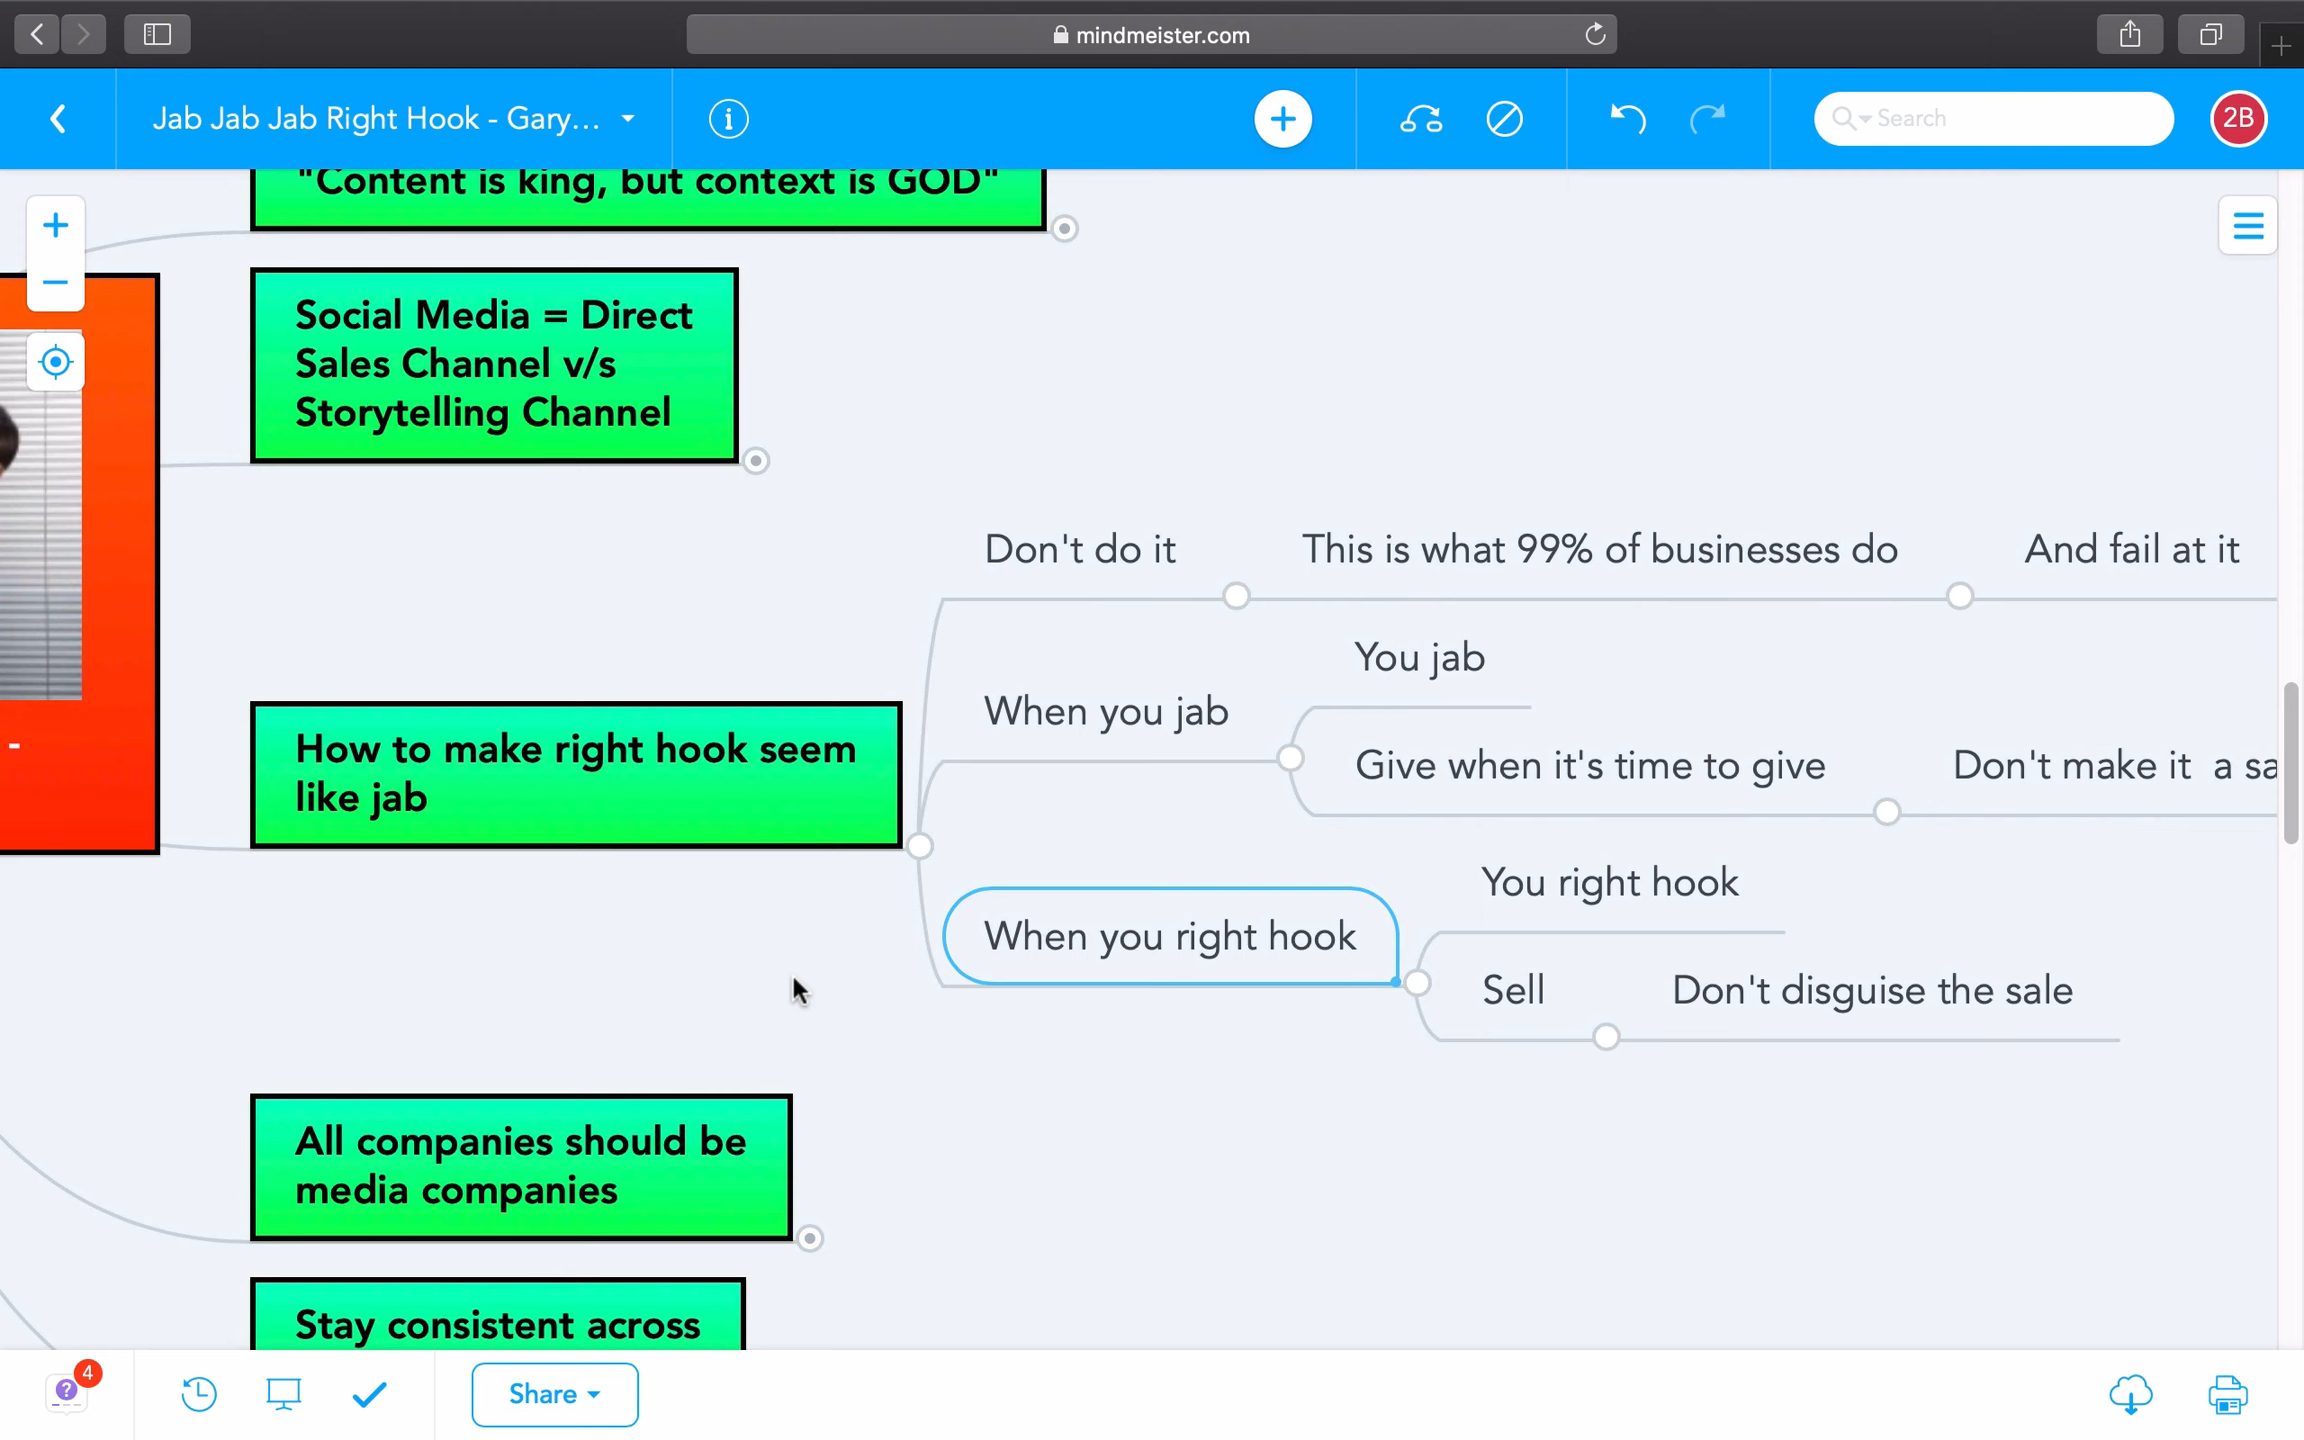 mindmeister.com
Jab Jab Jab Right Hook - Gary...
Search
2B
"Content is king, but context is GOD"
Social Media = Direct
Sales Channel v/s
Storytelling Channel
Don't do it
This is what 99% of businesses do
And fail at it
You jab
When you jab
Give when it's time to give
Don't make it a sa
How to make right hook seem
like jab
-
You right hook
When you right hook
Sell
Don't disguise the sale
All companies should be
media companies
Stay consistent across
4
?
Share